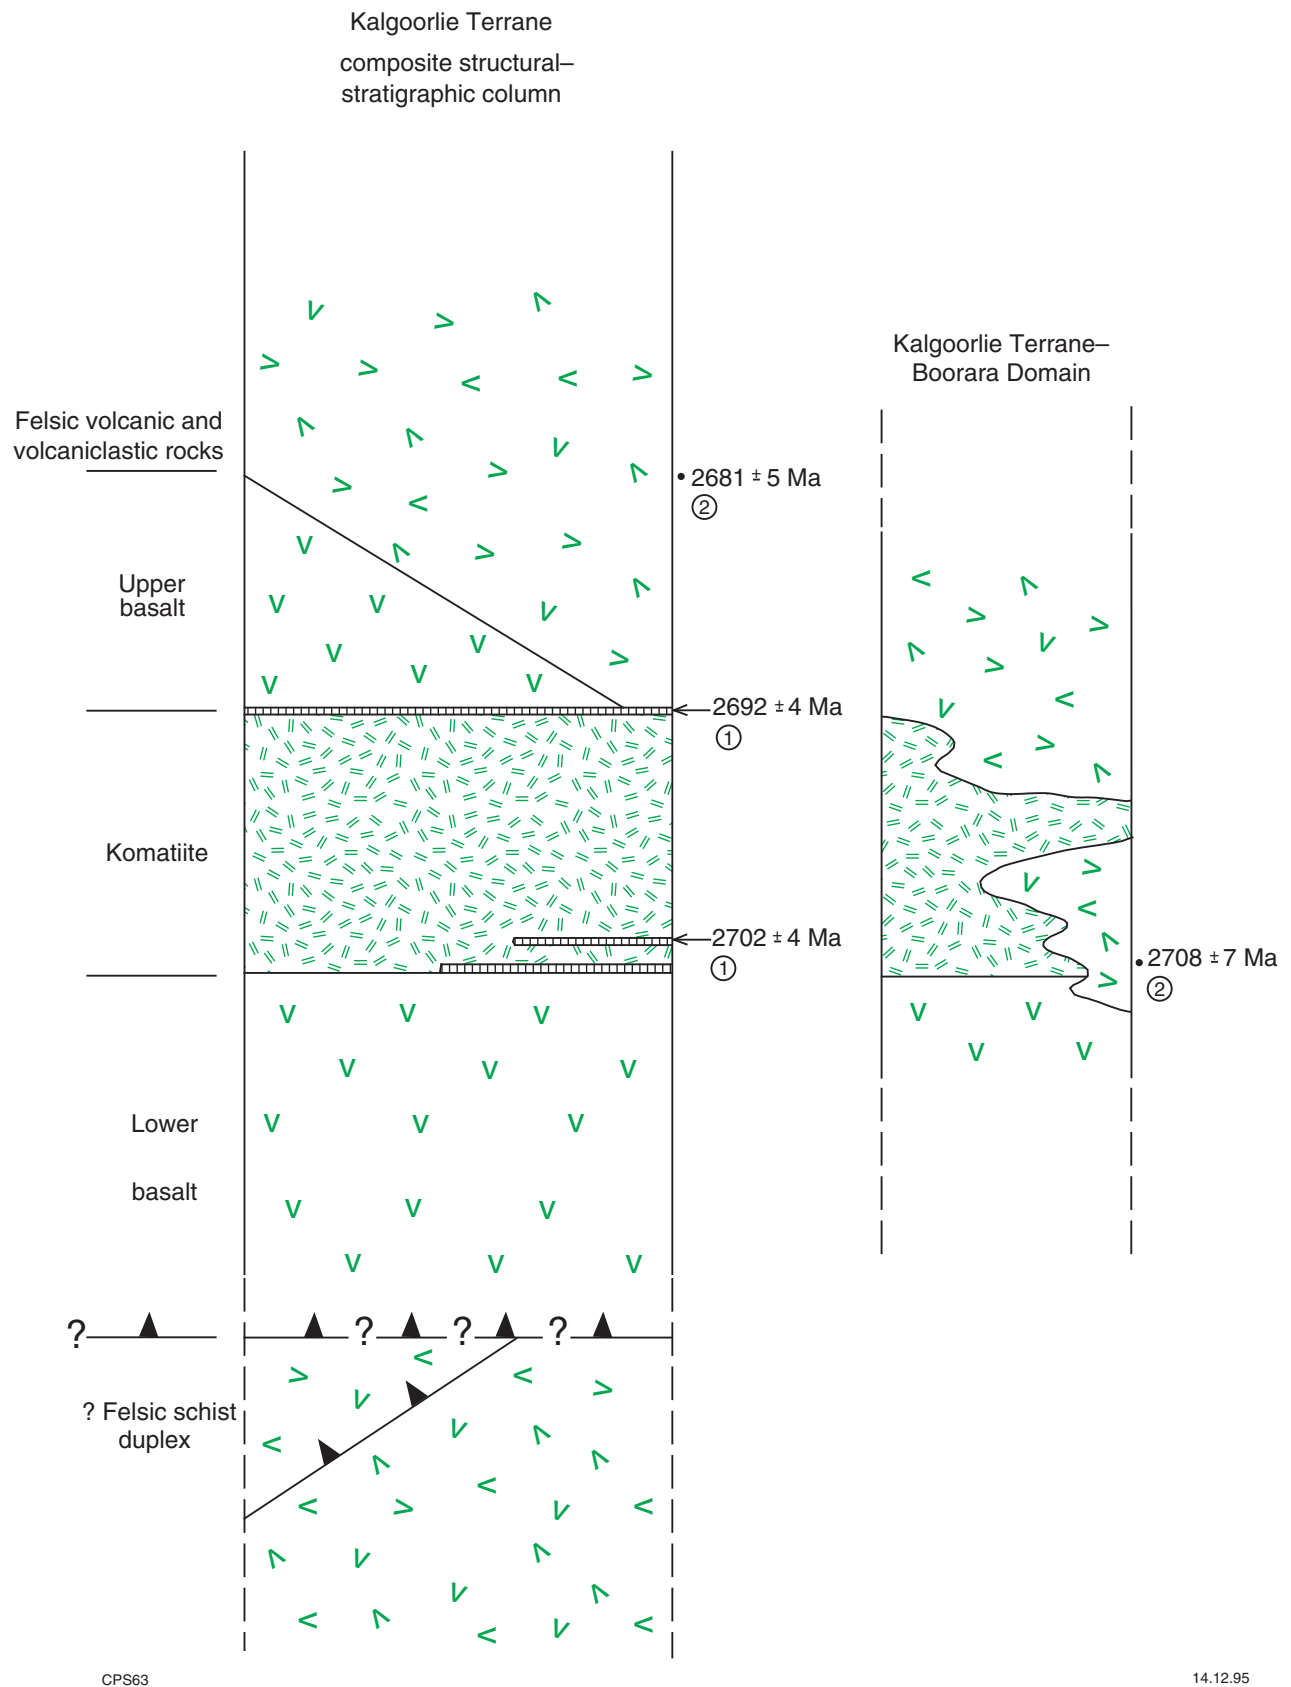 Kalgoorlie Terrane
composite structural–
stratigraphic column
Kalgoorlie Terrane–
Boorara Domain
Felsic volcanic and
volcaniclastic rocks
2681 ± 5 Ma
2
Upper
basalt
2692 ± 4 Ma
1
Komatiite
2702 ± 4 Ma
1
2708 ± 7 Ma
2
Lower
basalt
? ? ? ?
? Felsic schist
duplex
CPS63
14.12.95